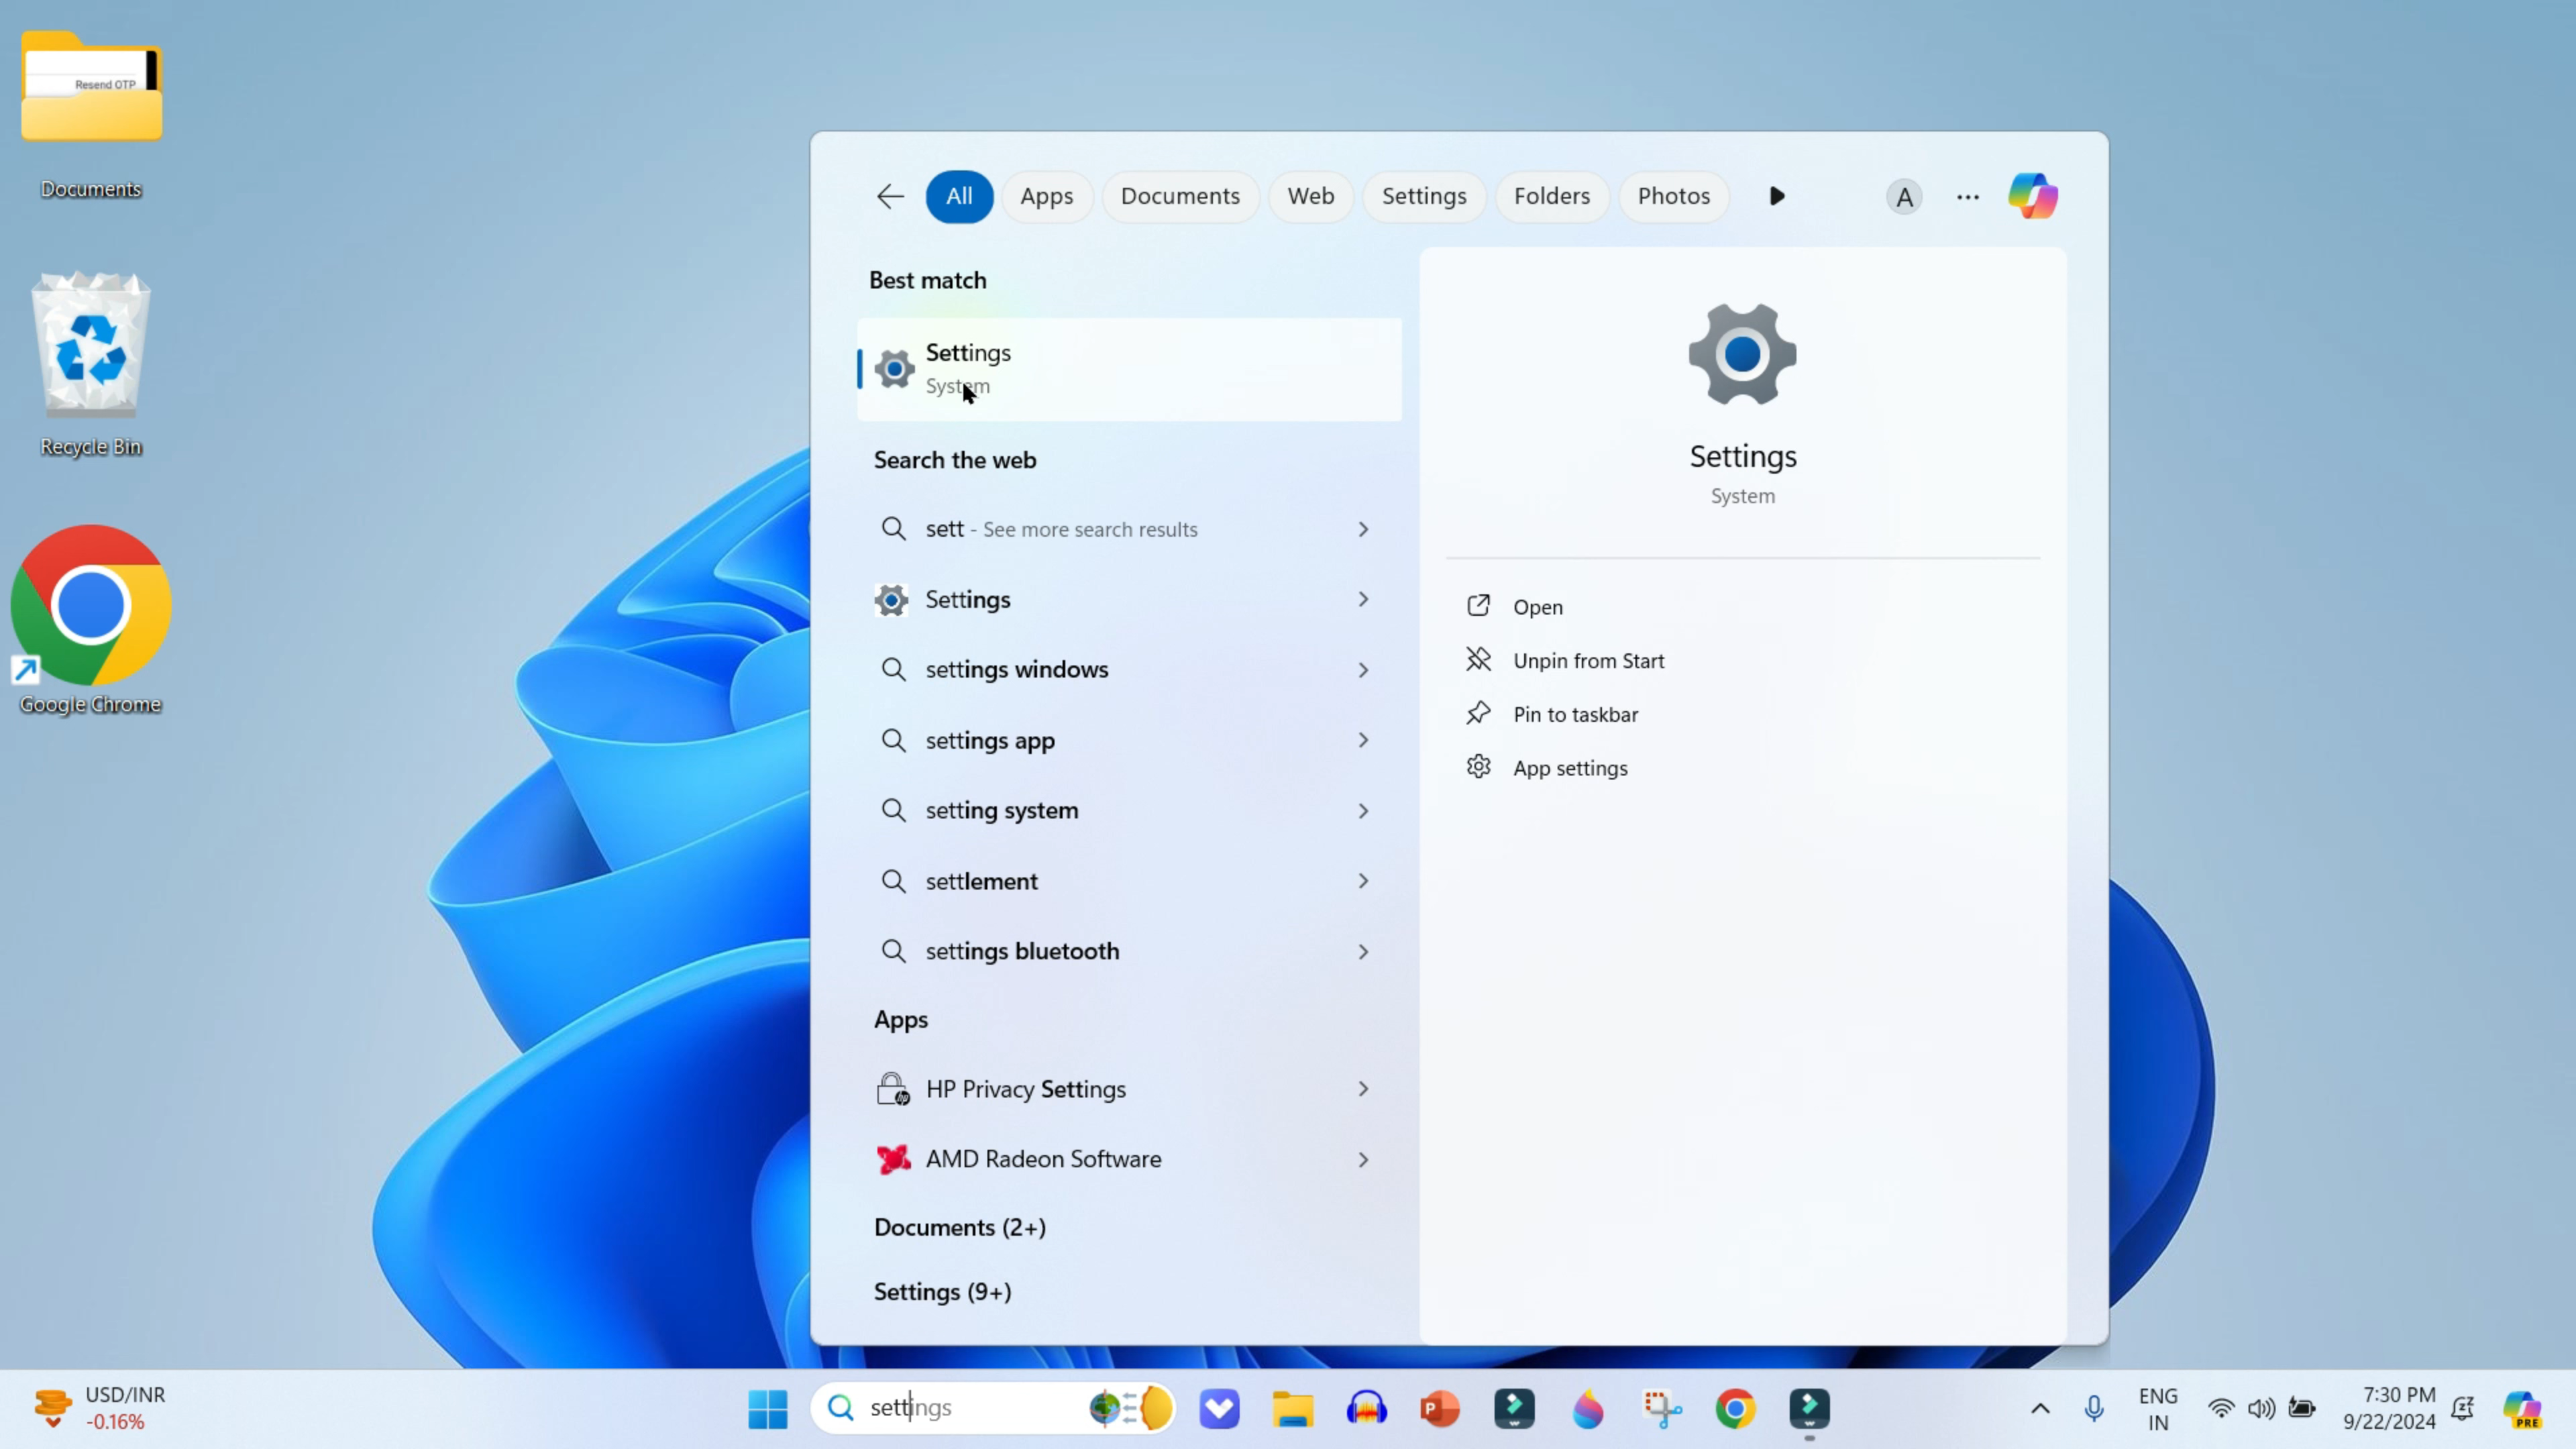 Resend OTP
Documents
Recycle Bin
Google Chrome
All
Apps
Documents
Web
Settings
Folders
Photos
A
Best match
Settings
System
Search the web
sett - See more search results
Settings
settings windows
settings app
setting system
settlement
settings bluetooth
Apps
HP Privacy Settings
AMD Radeon Software
Documents (2+)
Settings (9+)
Settings
System
Open
Unpin from Start
Pin to taskbar
App settings
USD/INR
-0.16%
settings
P
ENG
IN
7:30 PM
9/22/2024
PRE